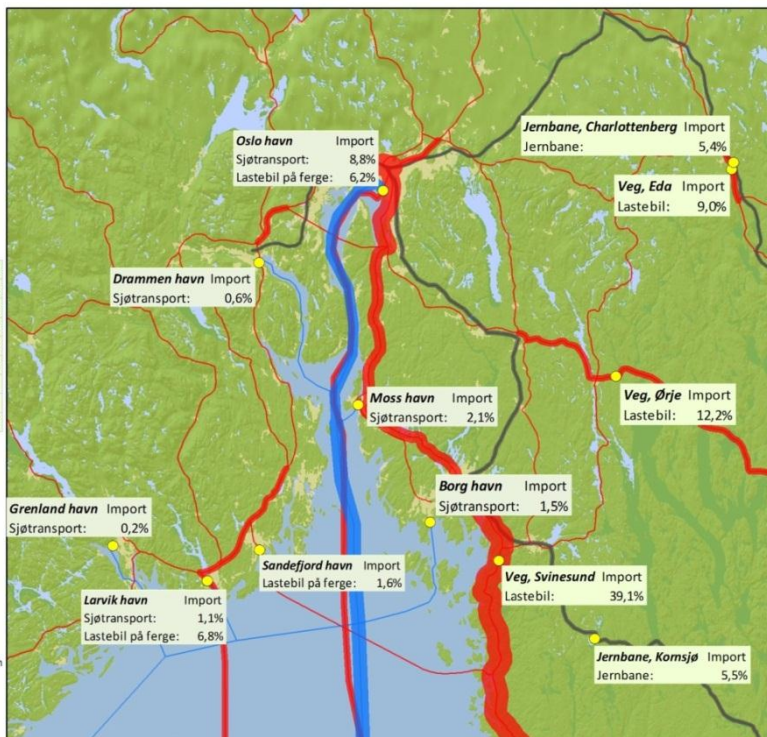 Oslo havn Import
Sjøtransport: 8,8%
Lastebil på ferge: 6,2%
Jernbane, Charlottenberg Import
Jernbane: 5,4%
Veg, Eda Import
Lastebil: 9,0%
Drammen havn Import
Sjøtransport: 0,6%
Moss havn Import
Sjøtransport: 2,1%
Veg, Ørje Import
Lastebil: 12,2%
Borg havn Import
Sjøtransport: 1,5%
Grenland havn Import
Sjøtransport: 0,2%
Sandefjord havn Import
Lastebil på ferge: 1,6%
Veg, Svinesund Import
Lastebil: 39,1%
Larvik havn Import
Sjøtransport: 1,1%
Lastebil på ferge: 6,8%
Jernbane, Kornsjø Import
Jernbane: 5,5%